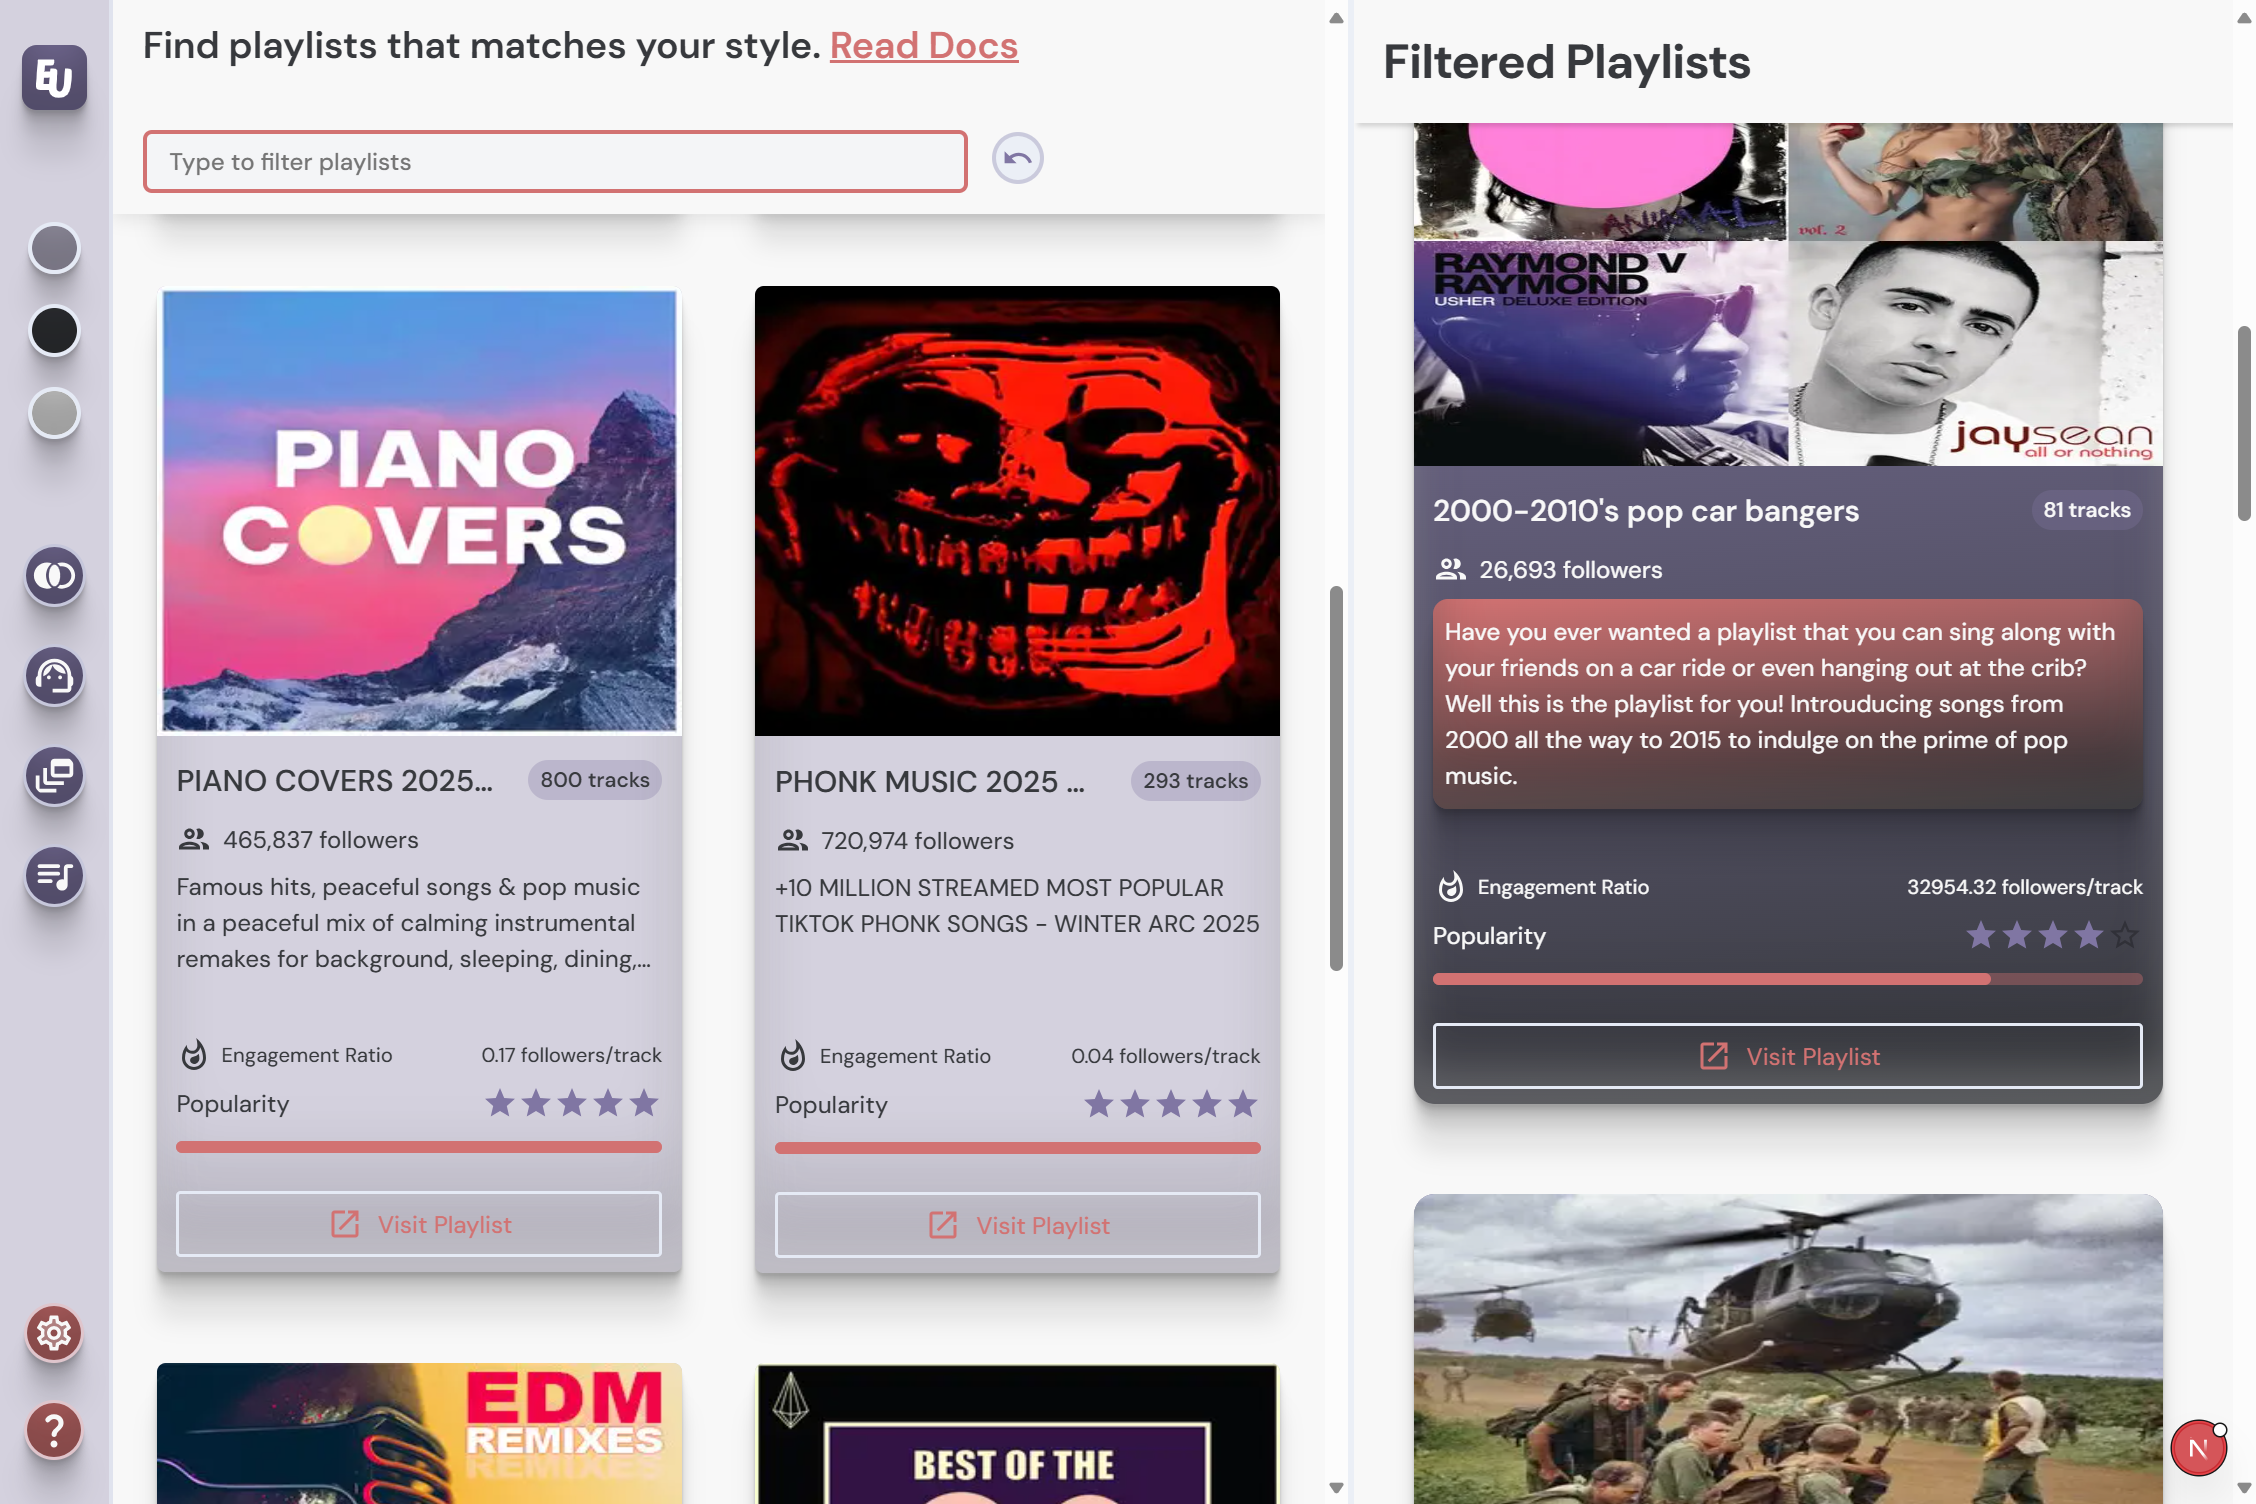 EU
Find playlists that matches your style. Read Docs
Type to filter playlists
PIANO
COVERS
PIANO COVERS 2025...
800 tracks
465,837 followers
Famous hits, peaceful songs & pop music
in a peaceful mix of calming instrumental
remakes for background, sleeping, dining,...
Engagement Ratio
0.17 followers/track
Popularity
Visit Playlist
PHONK MUSIC 2025 ...
293 tracks
720,974 followers
+10 MILLION STREAMED MOST POPULAR
TIKTOK PHONK SONGS - WINTER ARC 2025
Engagement Ratio
0.04 followers/track
Popularity
Visit Playlist
EDM
REMIXES
BEST OF THE
Filtered Playlists
ANIMAL
vol. 2
RAYMOND V
RAYMOND
USHER DELUXE EDITION
jaysean
all or nothing
2000-2010's pop car bangers
81 tracks
26,693 followers
Have you ever wanted a playlist that you can sing along with
your friends on a car ride or even hanging out at the crib?
Well this is the playlist for you! Introuducing songs from
2000 all the way to 2015 to indulge on the prime of pop
music.
Engagement Ratio
32954.32 followers/track
Popularity
Visit Playlist
N